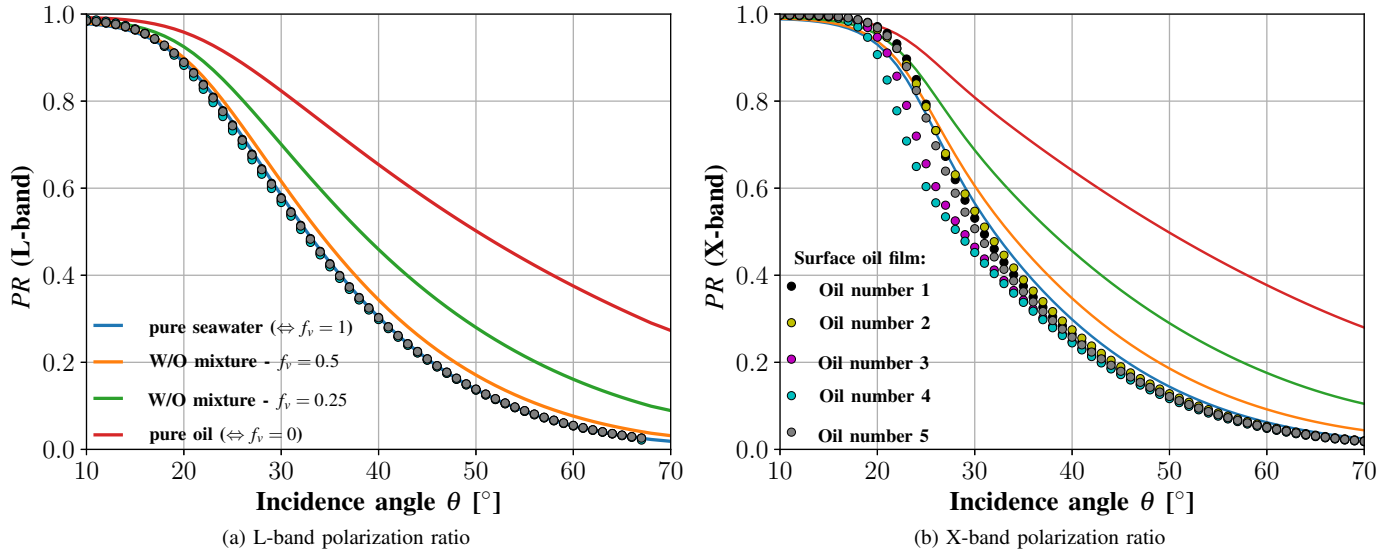 1.0
0.8
0.6
0.4
0.2
0.0
PR (L-band)
pure seawater (⇔ f_v = 1)
W/O mixture - f_v = 0.5
W/O mixture - f_v = 0.25
pure oil (⇔ f_v = 0)
10 20 30 40 50 60 70
Incidence angle θ [°]
(a) L-band polarization ratio
1.0
0.8
0.6
0.4
0.2
0.0
PR (X-band)
Surface oil film:
Oil number 1
Oil number 2
Oil number 3
Oil number 4
Oil number 5
10 20 30 40 50 60 70
Incidence angle θ [°]
(b) X-band polarization ratio